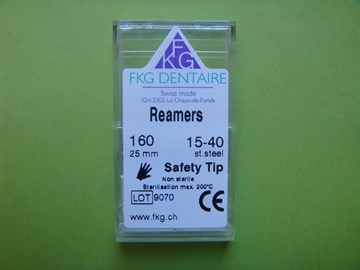 FKG
FKG DENTAIRE
Swiss made
CH-2302 La Chaux-de-Fonds
Reamers
160 15-40
25 mm st.steel
Safety Tip
Non sterile
Sterilisation max. 200°C
LOT 9070 CE
www.fkg.ch